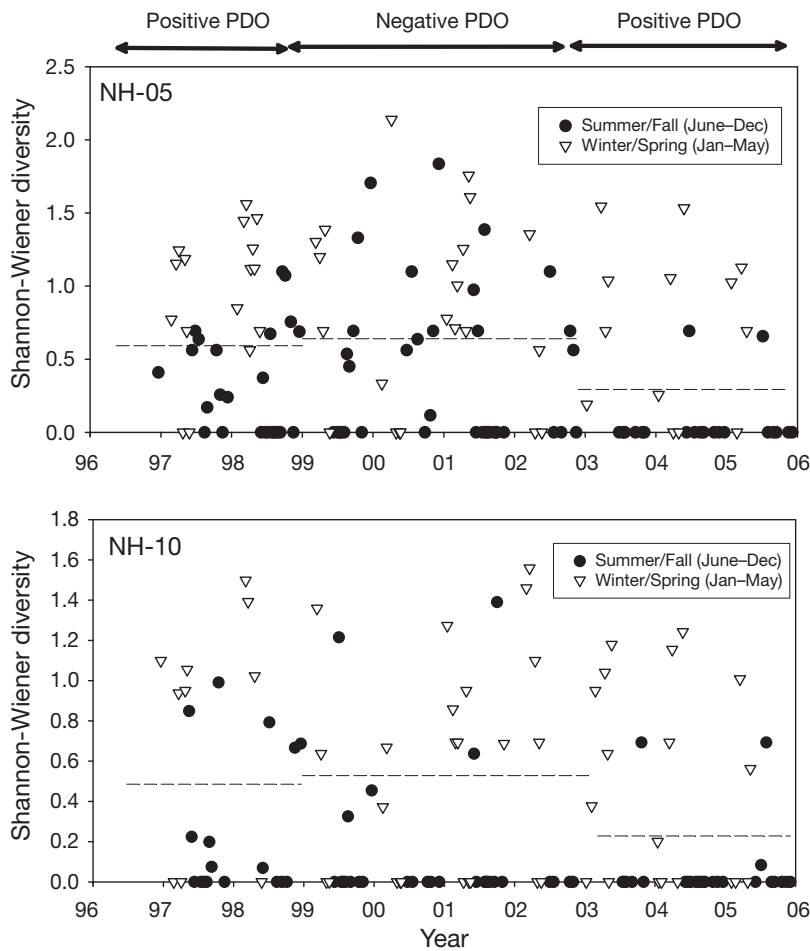 Positive PDO Negative PDO Positive PDO
2.5
NH-05
Summer/Fall (June–Dec)
Winter/Spring (Jan–May)
2.0
1.5
1.0
0.5
0.0
Shannon-Wiener diversity
96 97 98 99 00 01 02 03 04 05 06
1.8
NH-10
Summer/Fall (June–Dec)
Winter/Spring (Jan–May)
1.6
1.4
1.2
1.0
0.8
0.6
0.4
0.2
0.0
Shannon-Wiener diversity
96 97 98 99 00 01 02 03 04 05 06
Year